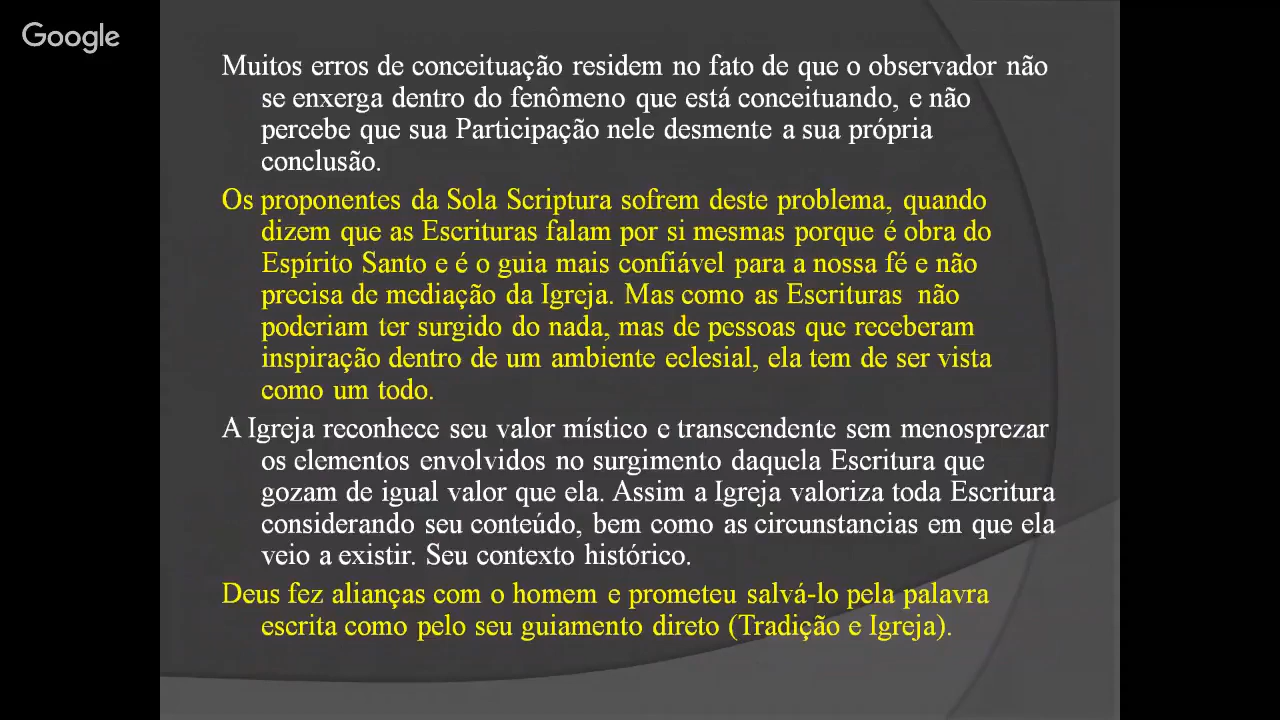 Google
Muitos erros de conceituação residem no fato de que o observador não
se enxerga dentro do fenômeno que está conceituando, e não
percebe que sua Participação nele desmente a sua própria
conclusão.
Os proponentes da Sola Scriptura sofrem deste problema, quando
dizem que as Escrituras falam por si mesmas porque é obra do
Espírito Santo e é o guia mais confiável para a nossa fé e não
precisa de mediação da Igreja. Mas como as Escrituras não
poderiam ter surgido do nada, mas de pessoas que receberam
inspiração dentro de um ambiente eclesial, ela tem de ser vista
como um todo.
A Igreja reconhece seu valor místico e transcendente sem menosprezar
os elementos envolvidos no surgimento daquela Escritura que
gozam de igual valor que ela. Assim a Igreja valoriza toda Escritura
considerando seu conteúdo, bem como as circunstancias em que ela
veio a existir. Seu contexto histórico.
Deus fez alianças com o homem e prometeu salvá-lo pela palavra
escrita como pelo seu guiamento direto (Tradição e Igreja).